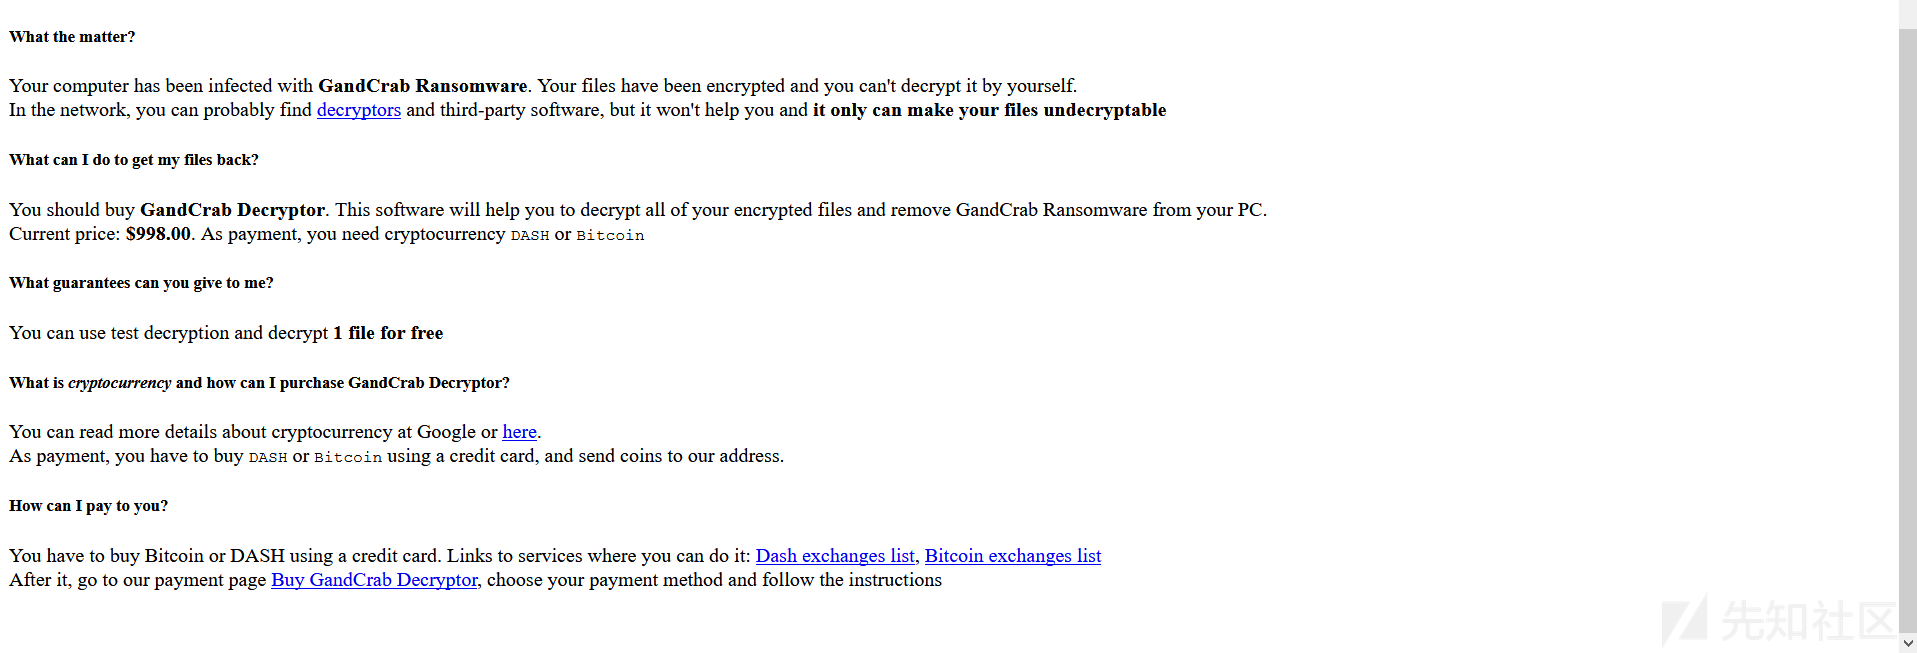 What the matter?
Your computer has been infected with GandCrab Ransomware. Your files have been encrypted and you can't decrypt it by yourself.
In the network, you can probably find decryptors and third-party software, but it won't help you and it only can make your files undecryptable
What can I do to get my files back?
You should buy GandCrab Decryptor. This software will help you to decrypt all of your encrypted files and remove GandCrab Ransomware from your PC.
Current price: $998.00. As payment, you need cryptocurrency DASH or Bitcoin
What guarantees can you give to me?
You can use test decryption and decrypt 1 file for free
What is cryptocurrency and how can I purchase GandCrab Decryptor?
You can read more details about cryptocurrency at Google or here.
As payment, you have to buy DASH or Bitcoin using a credit card, and send coins to our address.
How can I pay to you?
You have to buy Bitcoin or DASH using a credit card. Links to services where you can do it: Dash exchanges list, Bitcoin exchanges list
After it, go to our payment page Buy GandCrab Decryptor, choose your payment method and follow the instructions
先知社区